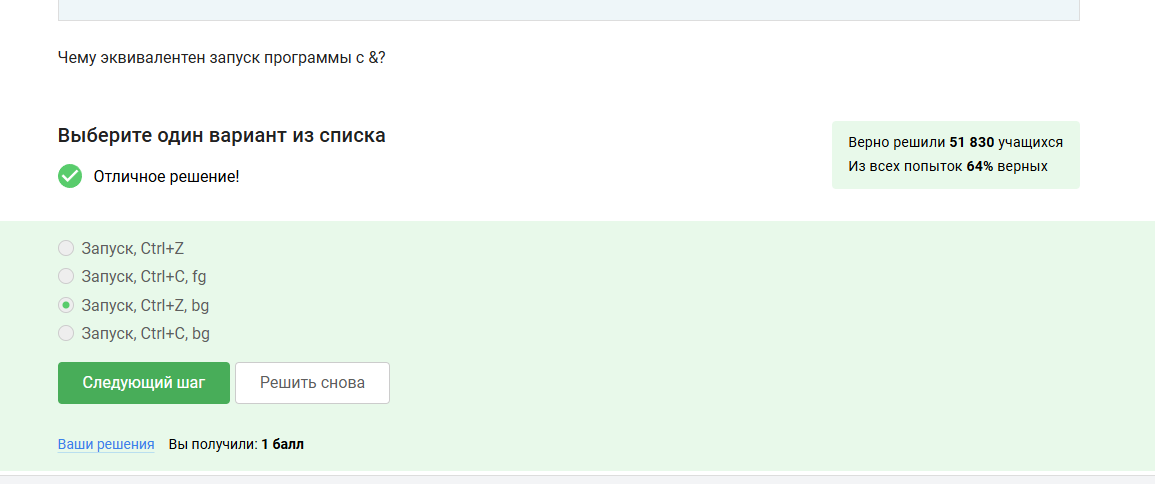 Чему эквивалентен запуск программы с &?
Выберите один вариант из списка
Отличное решение!
Верно решили 51 830 учащихся
Из всех попыток 64% верных
Запуск, Ctrl+Z
Запуск, Ctrl+C, fg
Запуск, Ctrl+Z, bg
Запуск, Ctrl+C, bg
Следующий шаг
Решить снова
Ваши решения
Вы получили: 1 балл